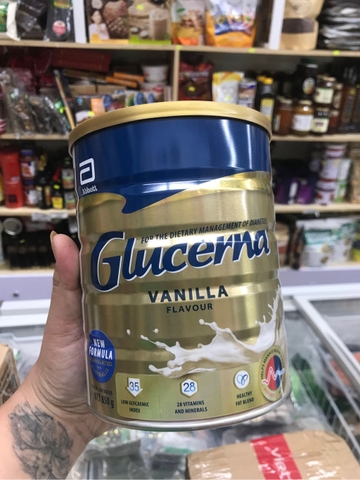 Abbott
FOR THE DIETARY MANAGEMENT OF DIABETES
Glucerna
VANILLA
FLAVOUR
NEW
FORMULA
35
LOW GLYCAEMIC
INDEX
28
28 VITAMINS
AND MINERALS
HEALTHY
FAT BLEND
850 g